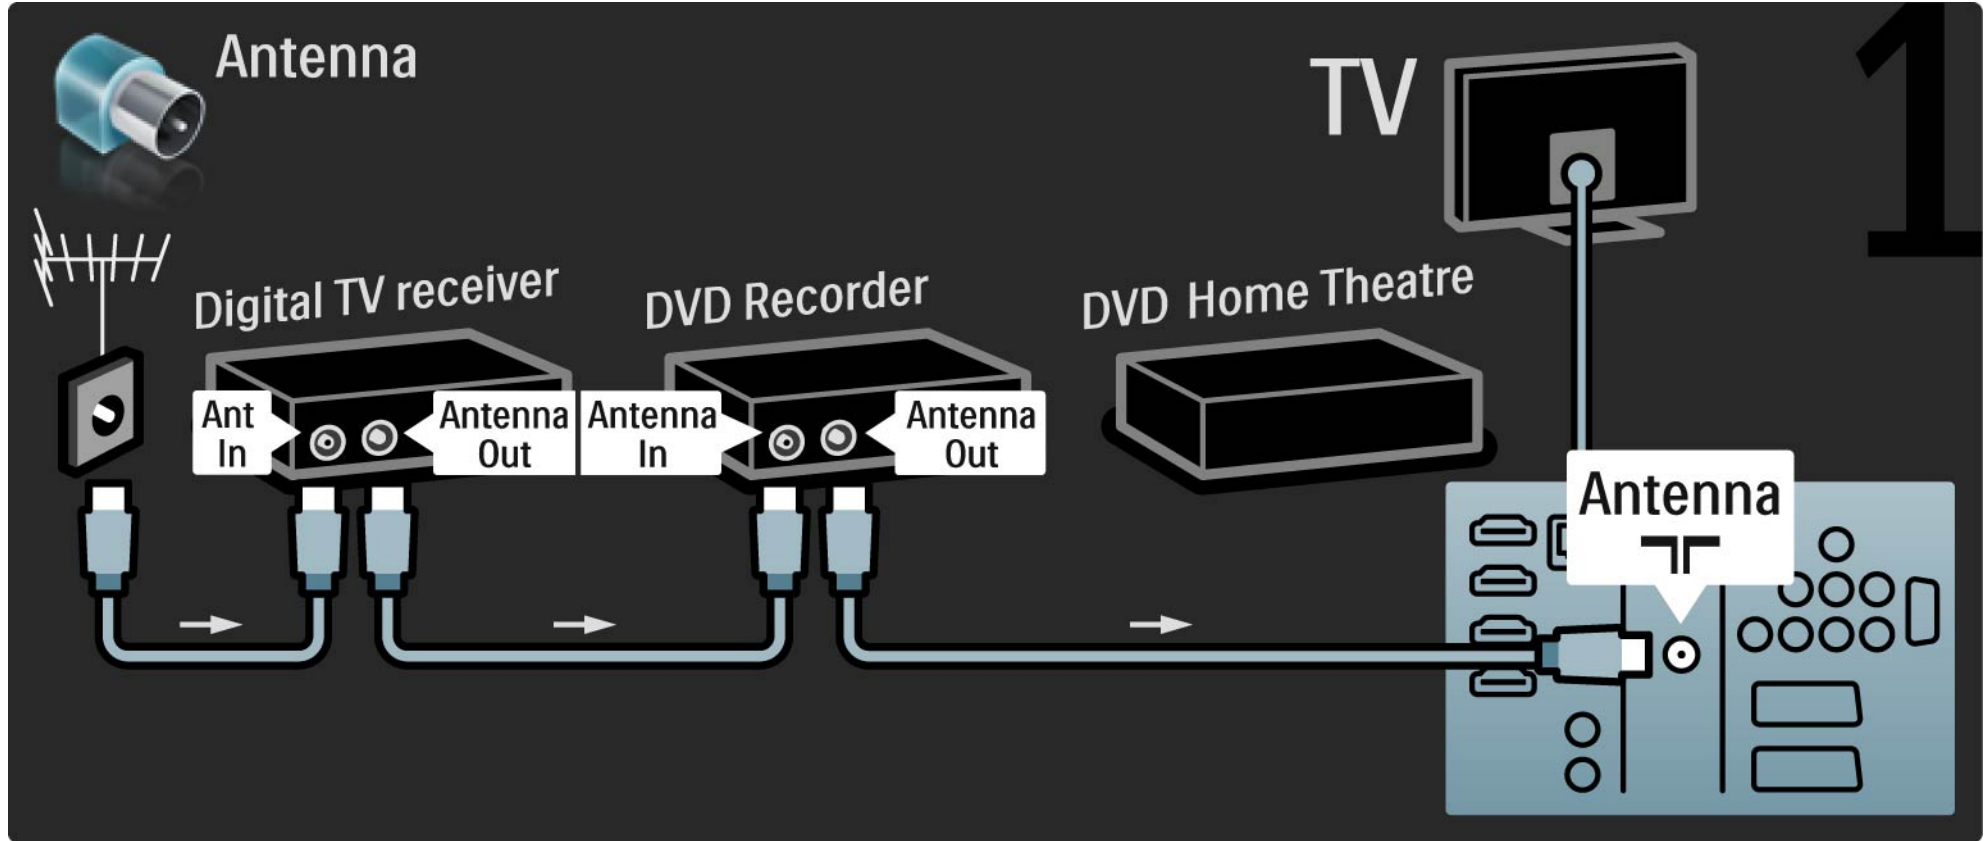 Antenna
TV
1
Digital TV receiver
DVD Recorder
DVD Home Theatre
Ant
In
Antenna
Out
Antenna
In
Antenna
Out
Antenna